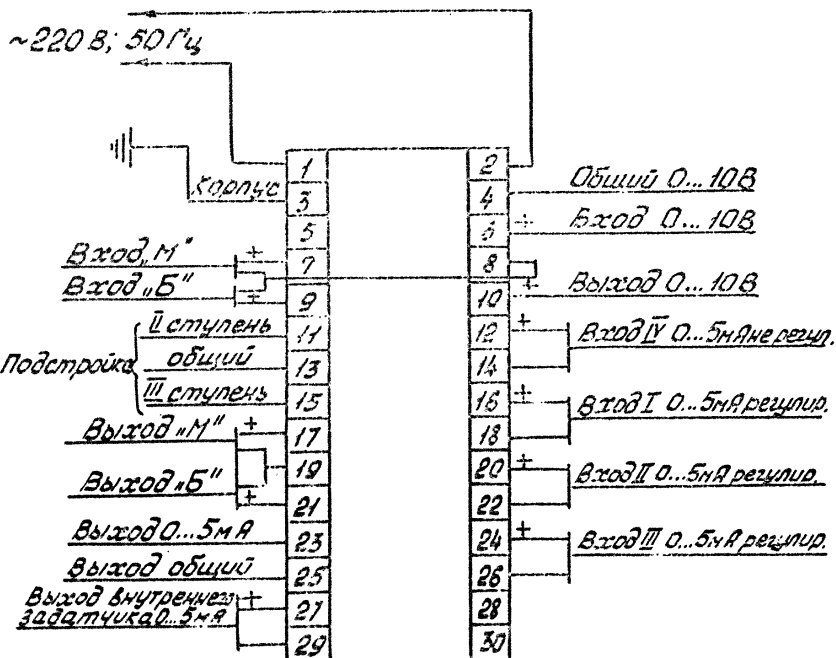 ~220 В; 50 Гц
Корпус
Вход „М"
Вход „Б"
II ступень
Подстройка
общий
III ступень
Выход „М"
Выход „Б"
Выход 0...5мА
Выход общий
Выход внутреннего
задатчика 0...5мА
1
3
5
+ 7
+ 9
11
13
15
+ 17
19
+ 21
23
25
+ 27
29
2
4
6 +
8
10 +
12 +
14
16 +
18
20 +
22
24 +
26
28
30
Общий 0...10В
Вход 0...10В
Выход 0...10В
Вход IV 0...5мА не регул.
Вход I 0...5мА регулир.
Вход II 0...5мА регулир.
Вход III 0...5мА регулир.